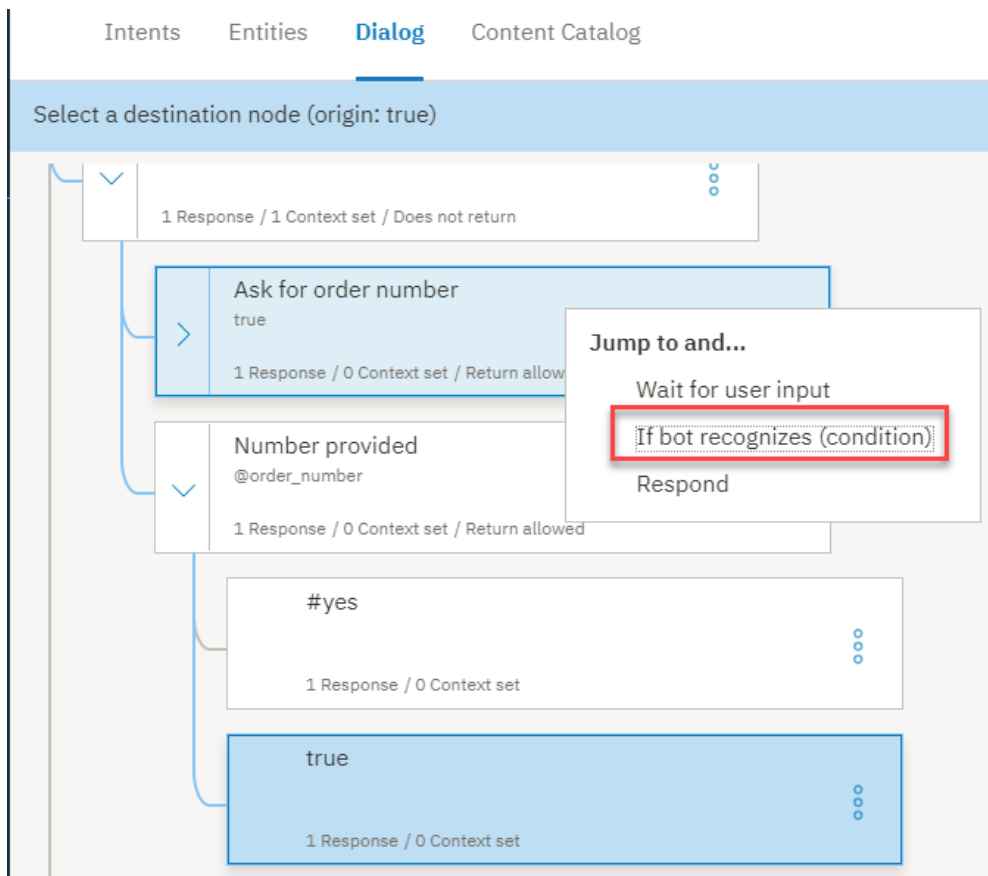 Intents Entities Dialog Content Catalog
Select a destination node (origin: true)
1 Response / 1 Context set / Does not return
Ask for order number
true
1 Response / 0 Context set / Return allow
Jump to and...
Wait for user input
If bot recognizes (condition)
Respond
Number provided
@order_number
1 Response / 0 Context set / Return allowed
#yes
1 Response / 0 Context set
true
1 Response / 0 Context set